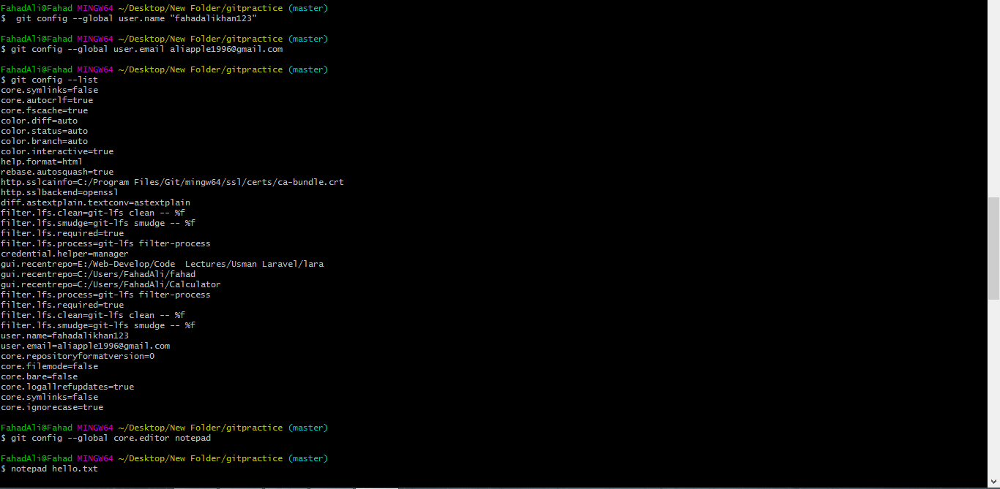 FahadAli@Fahad MINGW64 ~/Desktop/New Folder/gitpractice (master)
$  git config --global user.name "fahadalikhan123"
FahadAli@Fahad MINGW64 ~/Desktop/New Folder/gitpractice (master)
$ git config --global user.email aliapple1996@gmail.com
FahadAli@Fahad MINGW64 ~/Desktop/New Folder/gitpractice (master)
$ git config --list
core.symlinks=false
core.autocrlf=true
core.fscache=true
color.diff=auto
color.status=auto
color.branch=auto
color.interactive=true
help.format=html
rebase.autosquash=true
http.sslcainfo=C:/Program Files/Git/mingw64/ssl/certs/ca-bundle.crt
http.sslbackend=openssl
diff.astextplain.textconv=astextplain
filter.lfs.clean=git-lfs clean -- %f
filter.lfs.smudge=git-lfs smudge -- %f
filter.lfs.required=true
filter.lfs.process=git-lfs filter-process
credential.helper=manager
gui.recentrepo=E:/Web-Develop/Code  Lectures/Usman Laravel/lara
gui.recentrepo=C:/Users/FahadAli/fahad
gui.recentrepo=C:/Users/FahadAli/Calculator
filter.lfs.process=git-lfs filter-process
filter.lfs.required=true
filter.lfs.clean=git-lfs clean -- %f
filter.lfs.smudge=git-lfs smudge -- %f
user.name=fahadalikhan123
user.email=aliapple1996@gmail.com
core.repositoryformatversion=0
core.filemode=false
core.bare=false
core.logallrefupdates=true
core.symlinks=false
core.ignorecase=true
FahadAli@Fahad MINGW64 ~/Desktop/New Folder/gitpractice (master)
$ git config --global core.editor notepad
FahadAli@Fahad MINGW64 ~/Desktop/New Folder/gitpractice (master)
$ notepad hello.txt